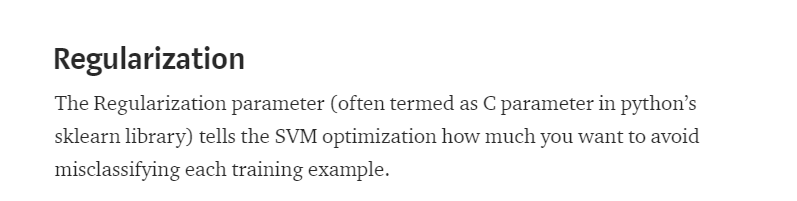 Regularization
The Regularization parameter (often termed as C parameter in python’s
sklearn library) tells the SVM optimization how much you want to avoid
misclassifying each training example.